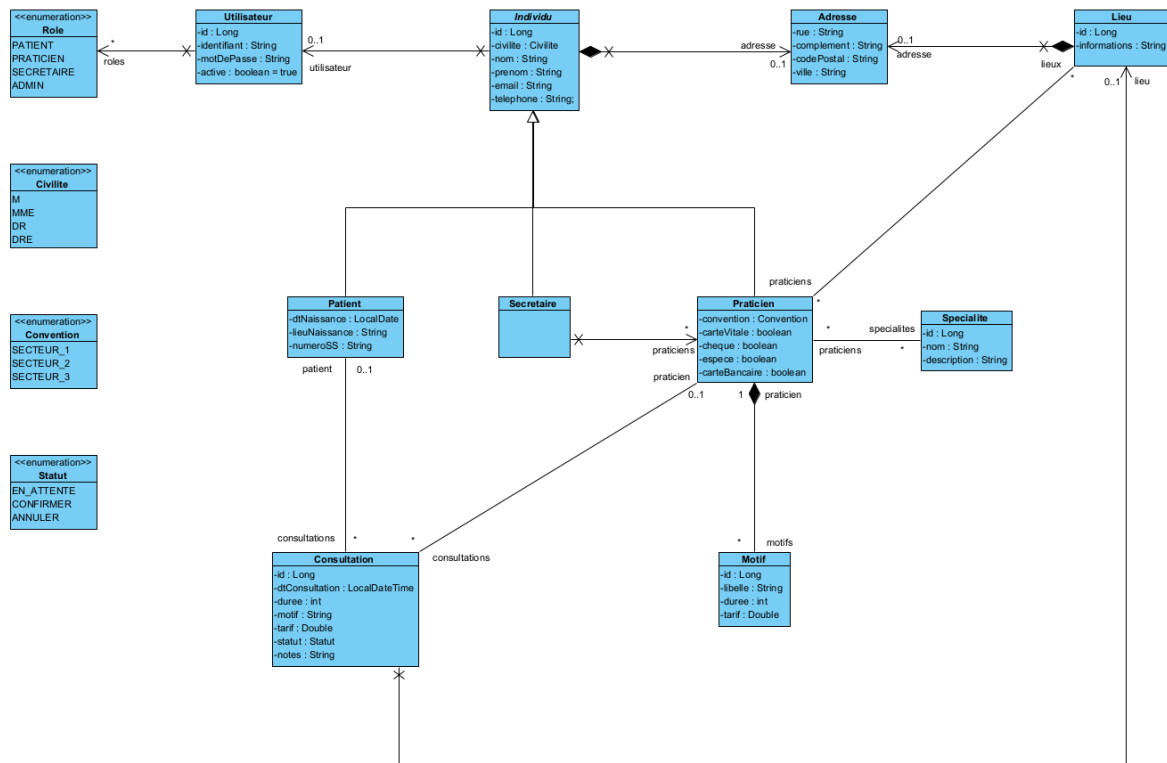 <<enumeration>>
Role
PATIENT
PRATICIEN
SECRETAIRE
ADMIN
*
roles
Utilisateur
-id : Long
-identifiant : String
-motDePasse : String
-active : boolean = true
0..1
utilisateur
Individu
-id : Long
-civilite : Civilite
-nom : String
-prenom : String
-email : String
-telephone : String;
adresse
0..1
Adresse
-rue : String
-complement : String
-codePostal : String
-ville : String
0..1
adresse
Lieu
-id : Long
-informations : String
lieux
*
0..1
lieu
<<enumeration>>
Civilite
M
MME
DR
DRE
<<enumeration>>
Convention
SECTEUR_1
SECTEUR_2
SECTEUR_3
<<enumeration>>
Statut
EN_ATTENTE
CONFIRMER
ANNULER
Patient
-dtNaissance : LocalDate
-lieuNaissance : String
-numeroSS : String
patient
0..1
Secretaire
*
praticiens
praticiens
*
Praticien
-convention : Convention
-carteVitale : boolean
-cheque : boolean
-espece : boolean
-carteBancaire : boolean
*
praticiens
specialites
*
Specialite
-id : Long
-nom : String
-description : String
praticien
0..1
1
praticien
consultations
*
*
consultations
Consultation
-id : Long
-dtConsultation : LocalDateTime
-duree : int
-motif : String
-tarif : Double
-statut : Statut
-notes : String
*
motifs
Motif
-id : Long
-libelle : String
-duree : int
-tarif : Double